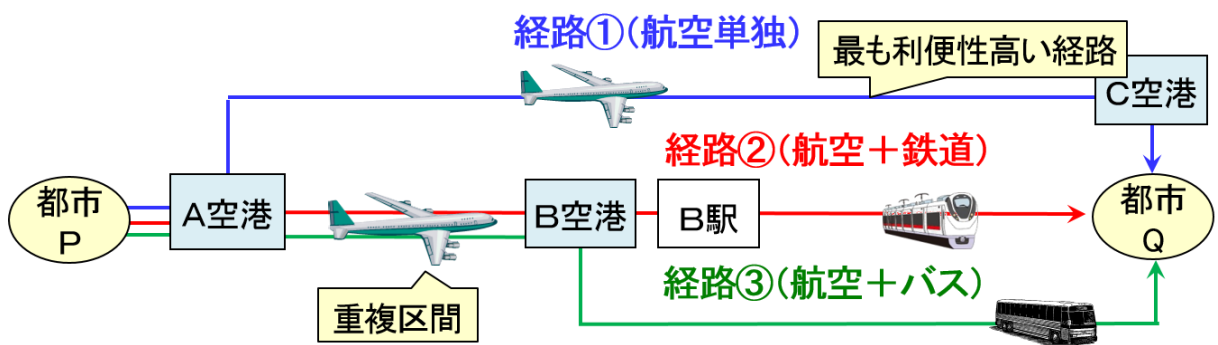 経路①(航空単独)
最も利便性高い経路
C空港
経路②(航空＋鉄道)
都市
P
A空港
B空港
B駅
都市
Q
経路③(航空＋バス)
重複区間